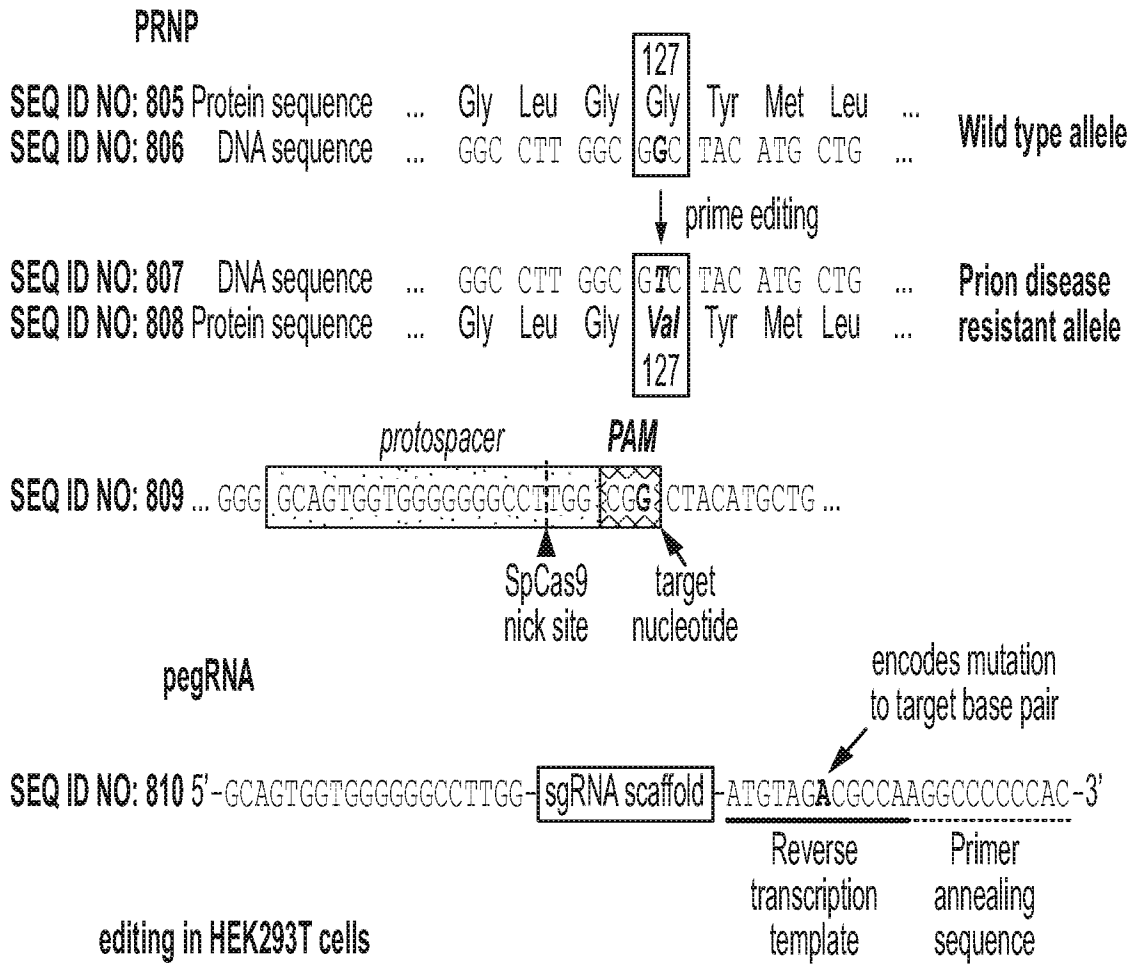 PRNP
127
SEQ ID NO: 805 Protein sequence ... Gly Leu Gly Gly Tyr Met Leu ...
Wild type allele
SEQ ID NO: 806 DNA sequence ... GGC CTT GGC GGC TAC ATG CTG ...
prime editing
SEQ ID NO: 807 DNA sequence ... GGC CTT GGC GTC TAC ATG CTG ...
Prion disease
SEQ ID NO: 808 Protein sequence ... Gly Leu Gly Val Tyr Met Leu ...
resistant allele
127
protospacer PAM
SEQ ID NO: 809 ... GGG GCAGTGGTGGGGGGCCTTGG CGG CTACATGCTG ...
SpCas9 target
nick site nucleotide
encodes mutation
pegRNA
to target base pair
SEQ ID NO: 810 5'-GCAGTGGTGGGGGGCCTTGG-sgRNA scaffold-ATGTAGACGCCAAGGCCCCCCAC-3'
Reverse Primer
transcription annealing
template sequence
editing in HEK293T cells